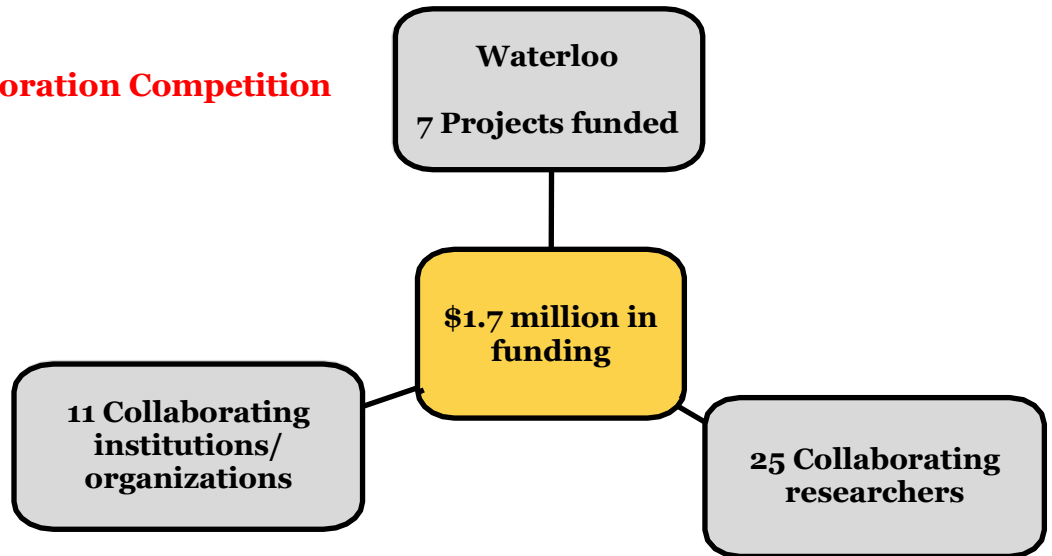 oration Competition
Waterloo
7 Projects funded
$1.7 million in
funding
11 Collaborating
institutions/
organizations
25 Collaborating
researchers